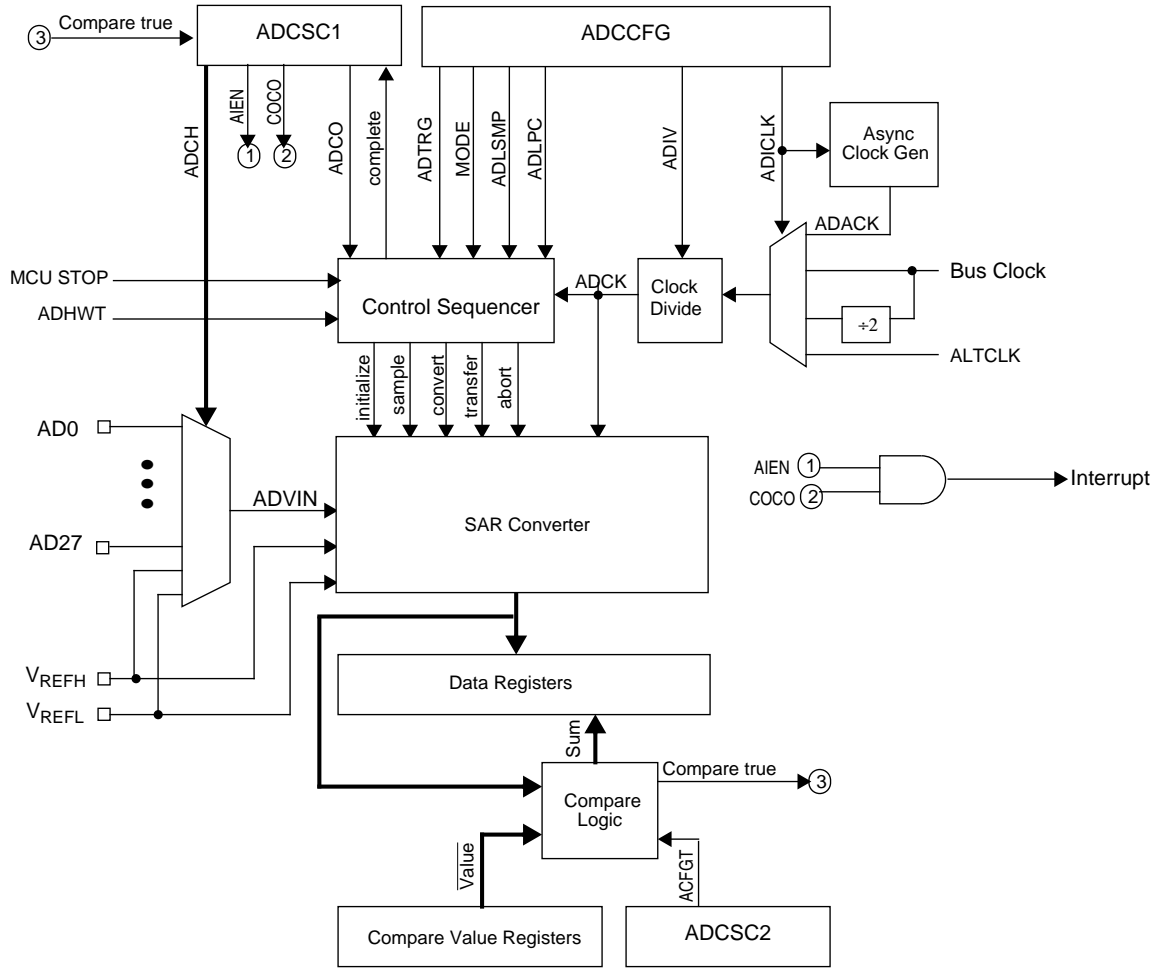 3 Compare true
ADCSC1
ADCCFG
ADCH
AIEN
1
COCO
2
ADCO
complete
ADTRG
MODE
ADLSMP
ADLPC
ADIV
ADICLK
Async
Clock Gen
ADACK
MCU STOP
ADHWT
Control Sequencer
ADCK
Clock
Divide
Bus Clock
÷2
ALTCLK
initialize
sample
convert
transfer
abort
AD0
AD27
ADVIN
SAR Converter
AIEN 1
COCO 2
Interrupt
VREFH
VREFL
Data Registers
Sum
Compare true
3
Compare
Logic
Value
ACFGT
Compare Value Registers
ADCSC2